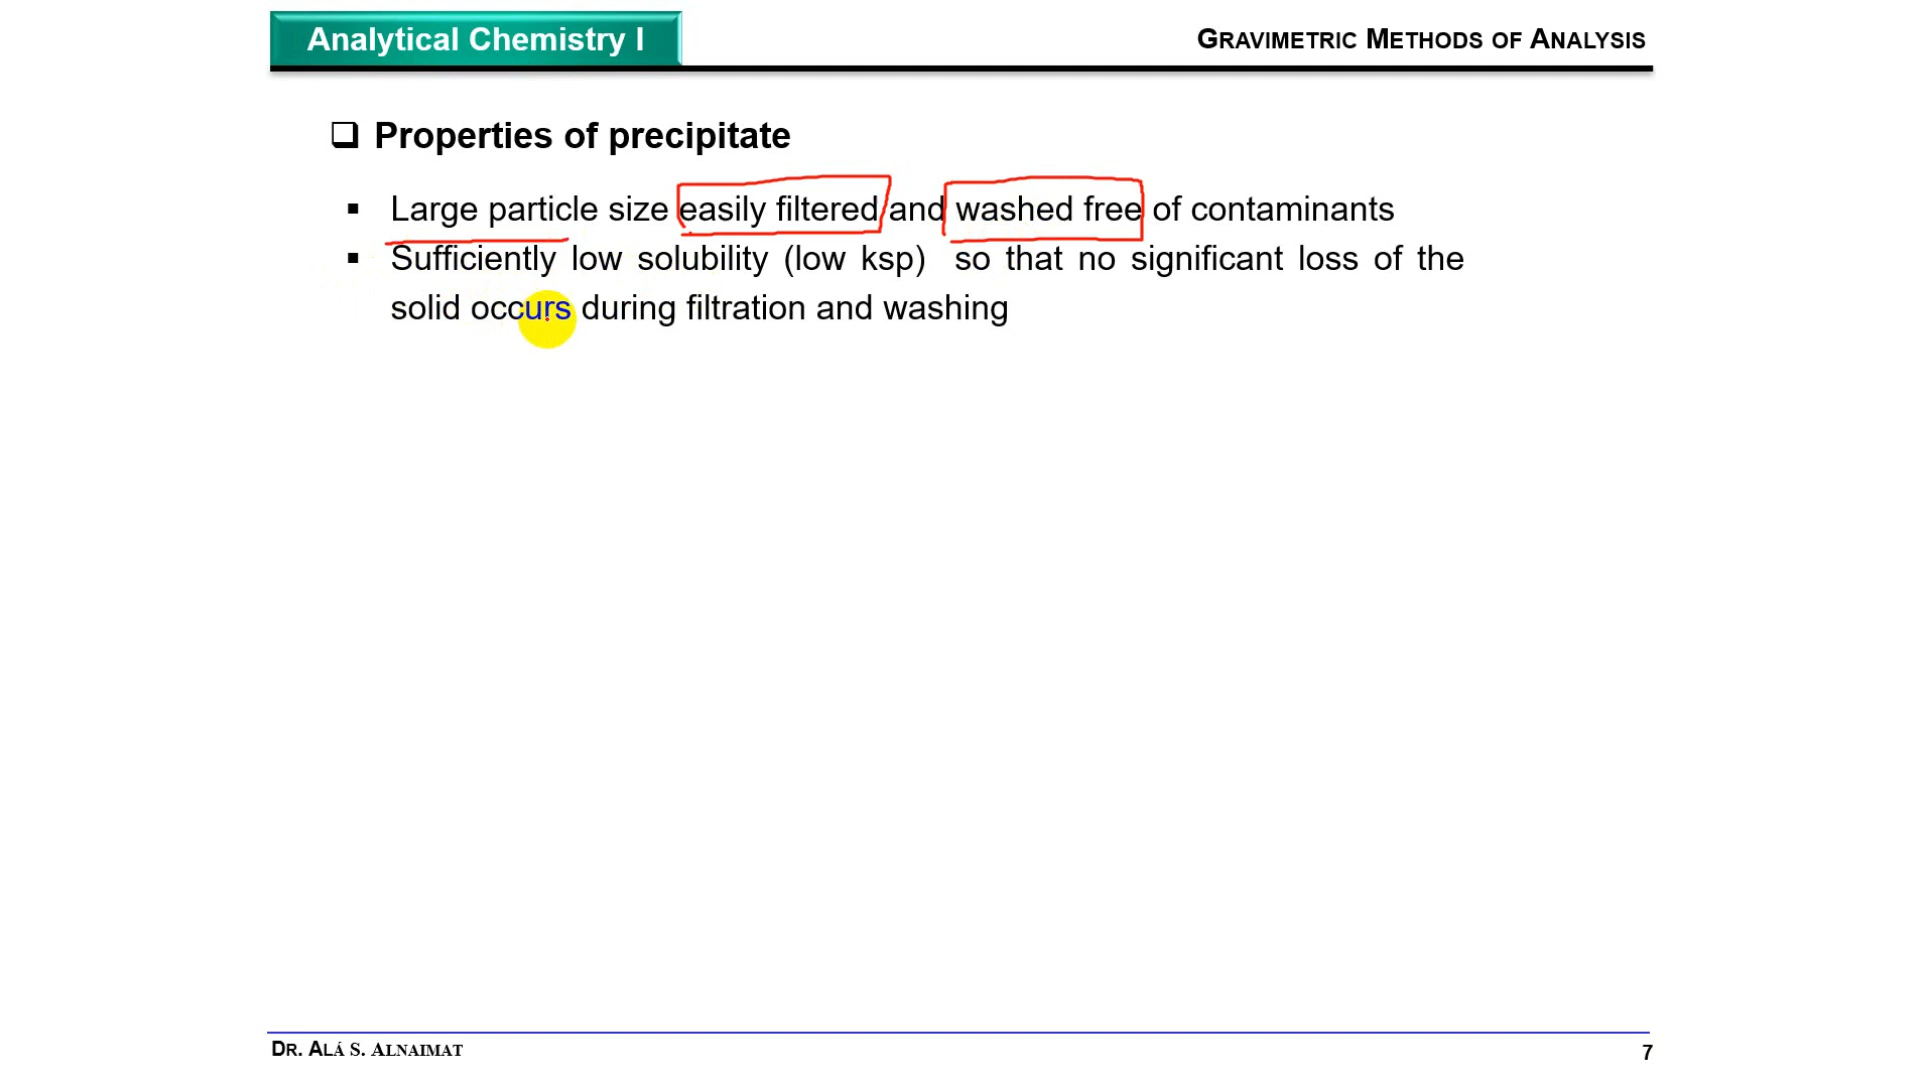 Analytical Chemistry I
GRAVIMETRIC METHODS OF ANALYSIS
Properties of precipitate
Large particle size easily filtered and washed free of contaminants
Sufficiently low solubility (low ksp) so that no significant loss of the
solid occurs during filtration and washing
DR. ALÁ S. ALNAIMAT
7